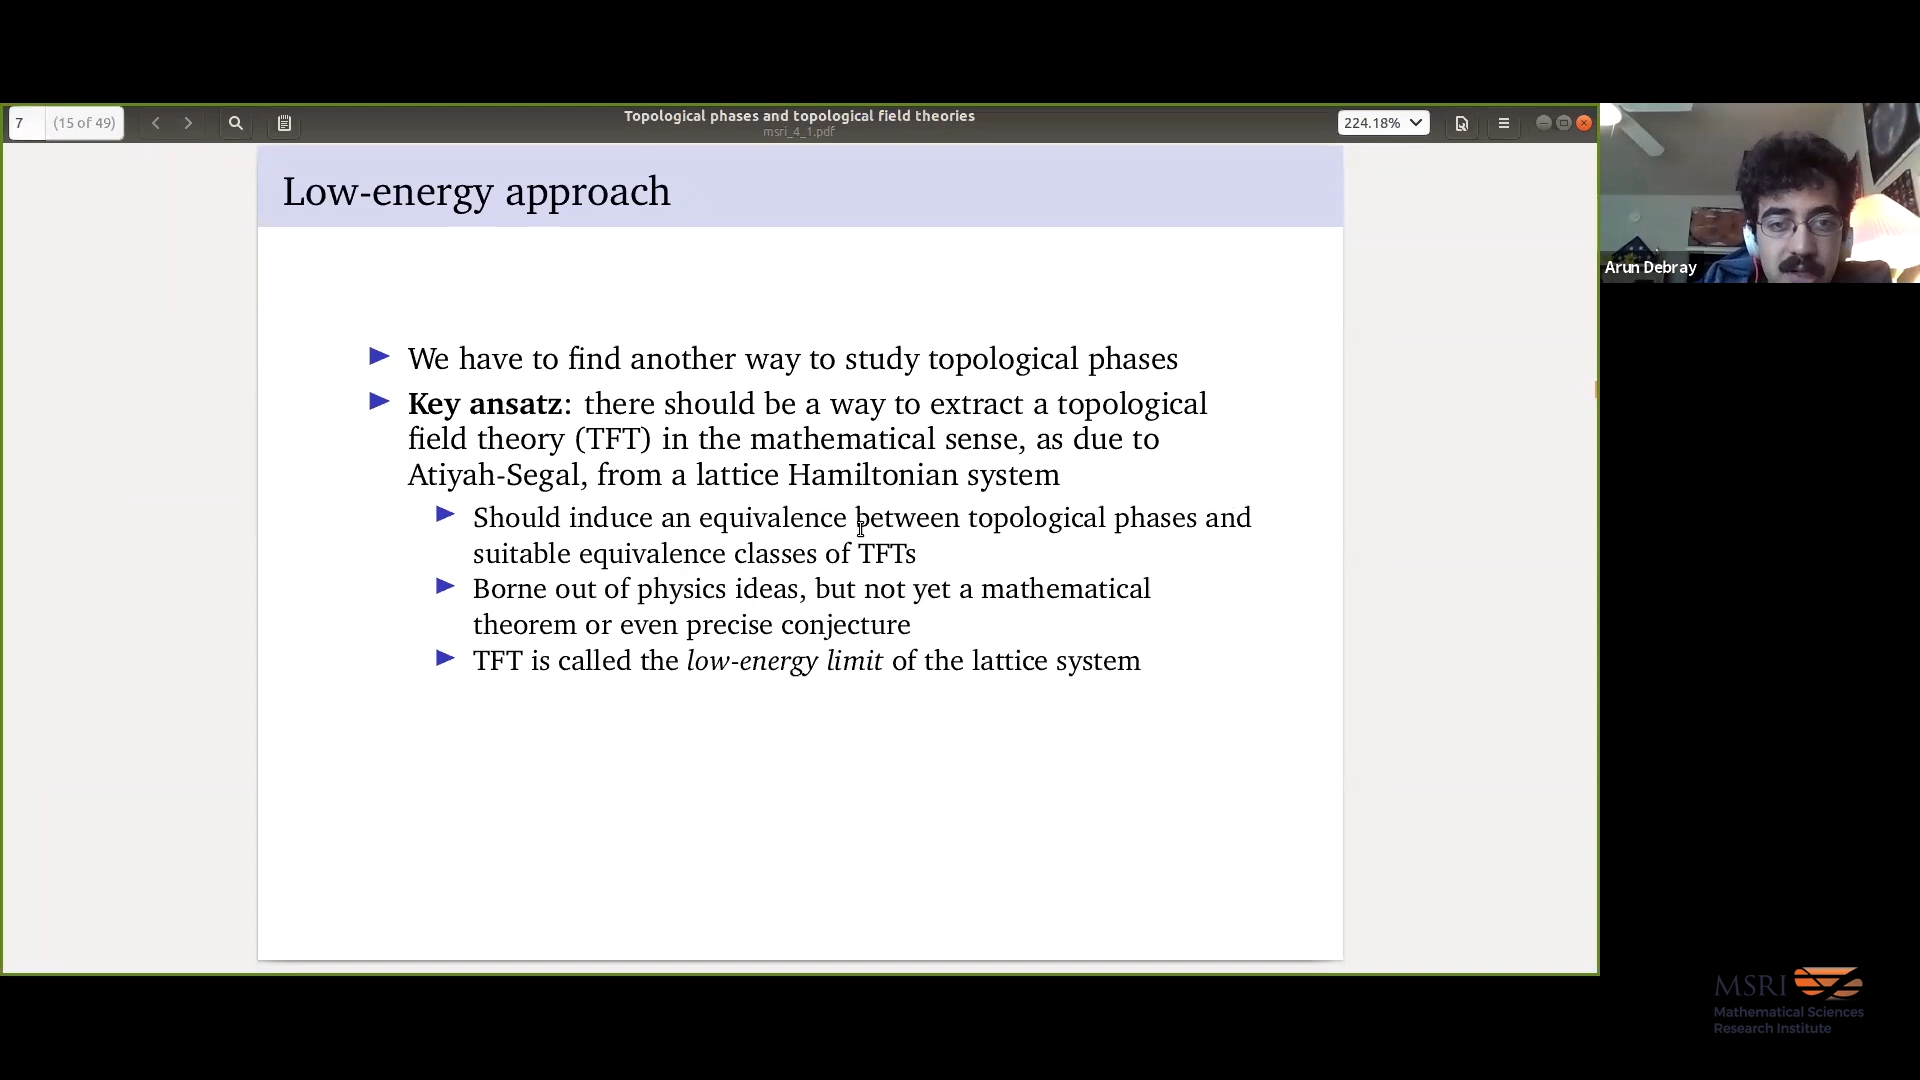 7 (15 of 49)
Topological phases and topological field theories
msri_4_1.pdf
224.18%
Low-energy approach
We have to find another way to study topological phases
Key ansatz: there should be a way to extract a topological
field theory (TFT) in the mathematical sense, as due to
Atiyah-Segal, from a lattice Hamiltonian system
Should induce an equivalence between topological phases and
suitable equivalence classes of TFTs
Borne out of physics ideas, but not yet a mathematical
theorem or even precise conjecture
TFT is called the low-energy limit of the lattice system
Arun Debray
MSRI
Mathematical Sciences
Research Institute